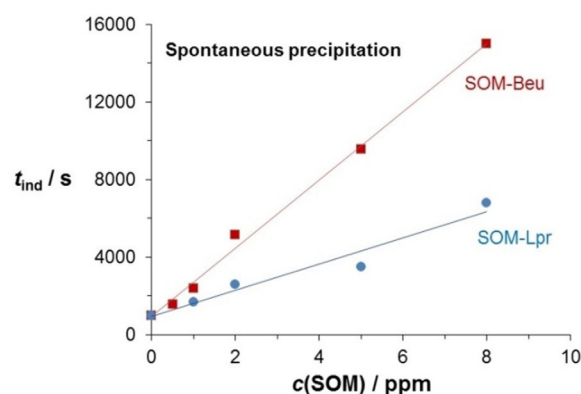 16000
Spontaneous precipitation
SOM-Beu
12000
t_ind / s
8000
SOM-Lpr
4000
0
0 2 4 6 8 10
c(SOM) / ppm